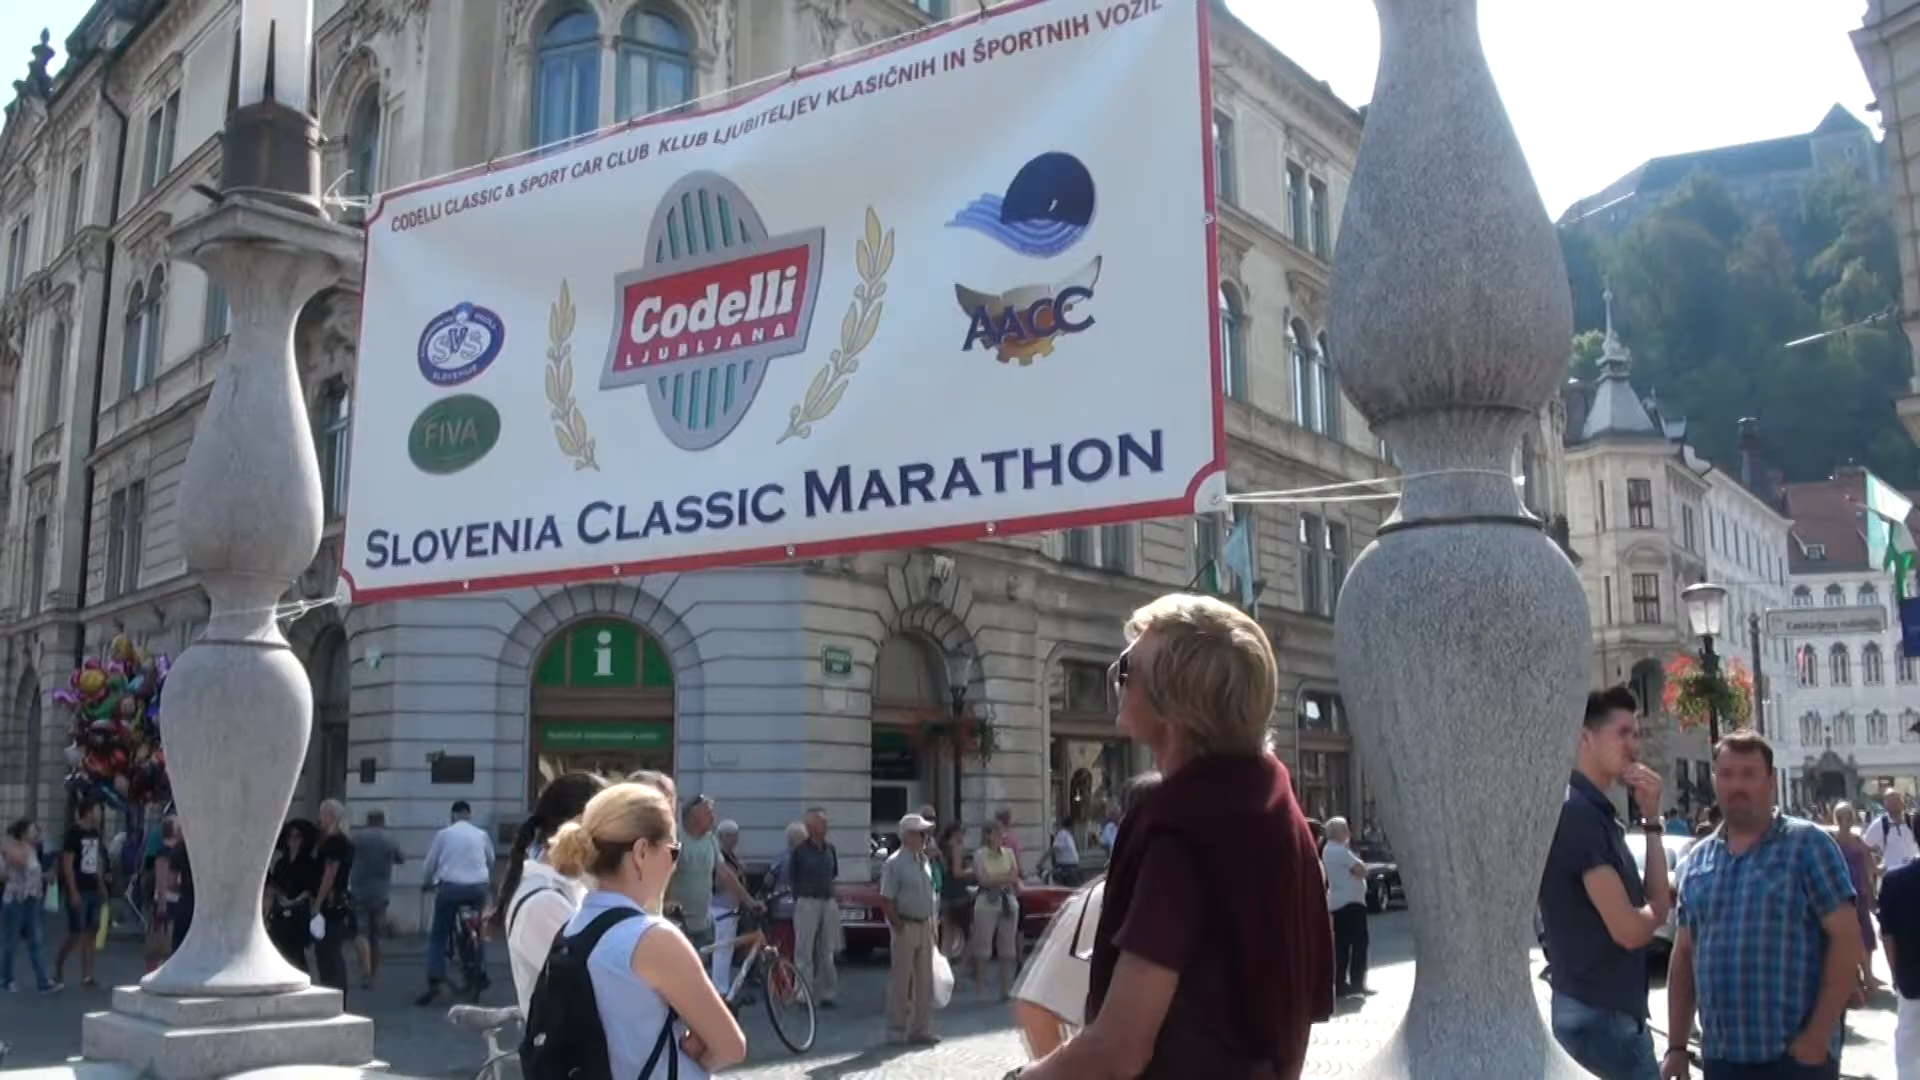 CODELLI CLASSIC & SPORT CAR CLUB KLUB LJUBITELJEV KLASIČNIH IN ŠPORTNIH VOZIL
Codelli
LJUBLJANA
SVS
SLOVENIJE
FIVA
AACC
SLOVENIA CLASSIC MARATHON
i